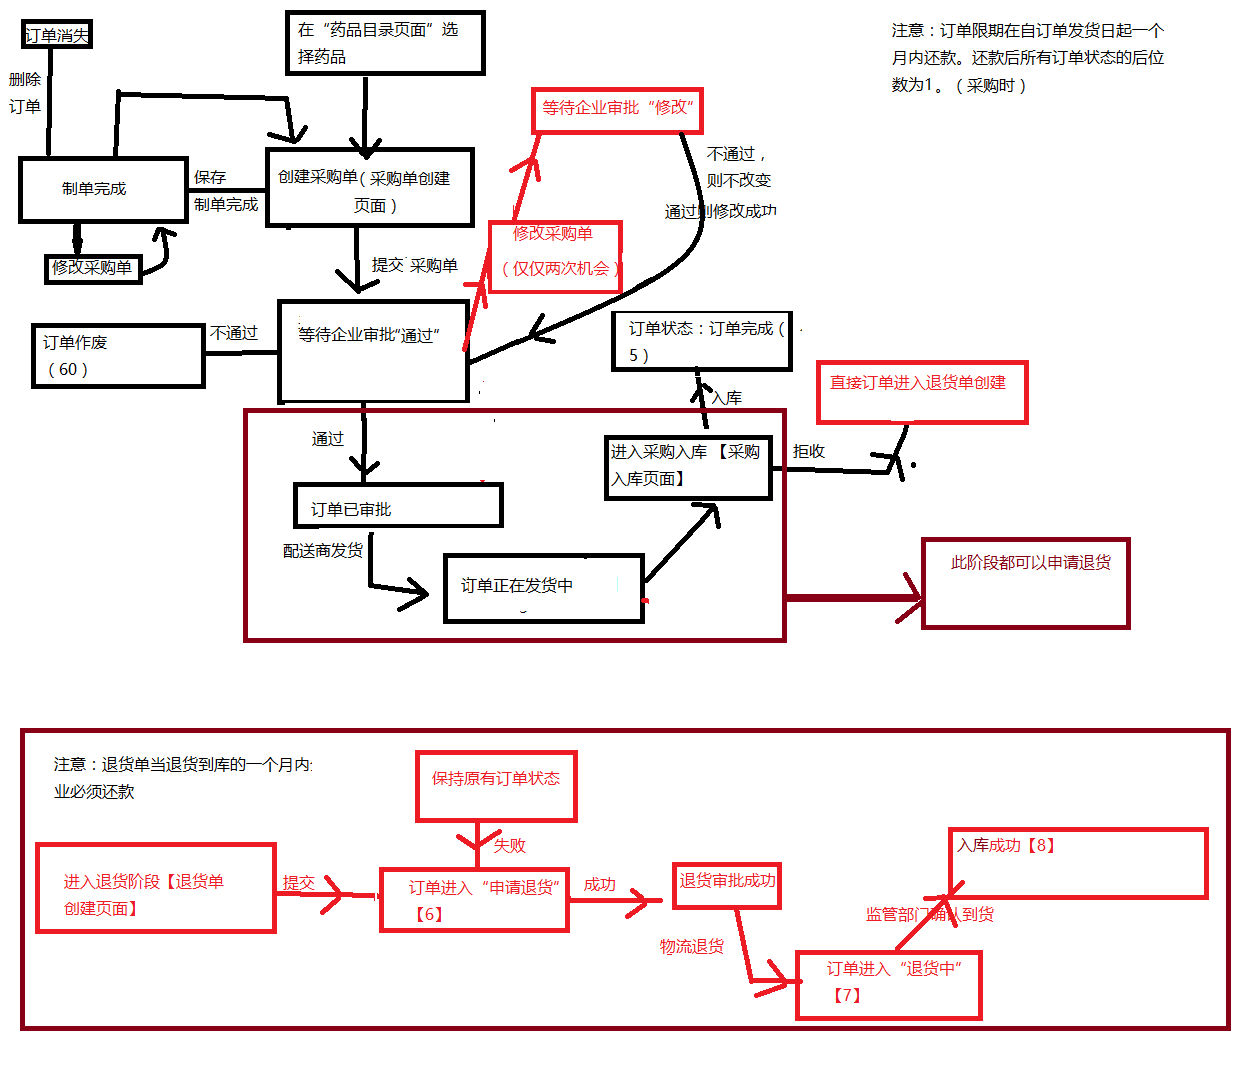 订单消失
在“药品目录页面”选
择药品
注意：订单限期在自订单发货日起一个
月内还款。还款后所有订单状态的后位
数为1 。（ 采购时）
删除
订单
等待企业审批“修改”
不通过，
则不改变
通过则修改成功
制单完成
保存
制单完成
创建采购单（采购单创建
页面）
修改采购单
（仅仅两次机会）
修改采购单
提交 采购单
订单作废
（60）
不通过
等待企业审批“通过”
订单状态：订单完成（
5）
直接订单进入退货单创建
入库
通过
进入采购入库 【采购
入库页面】
拒收
订单已审批
配送商发货
订单正在发货中
此阶段都可以申请退货
注意：退货单当退货到库的一个月内
业必须还款
保持原有订单状态
失败
进入退货阶段【退货单
创建页面】
提交
订单进入“申请退货”
【6】
成功
退货审批成功
物流退货
入库成功【8】
监管部门确认到货
订单进入“退货中”
【7】